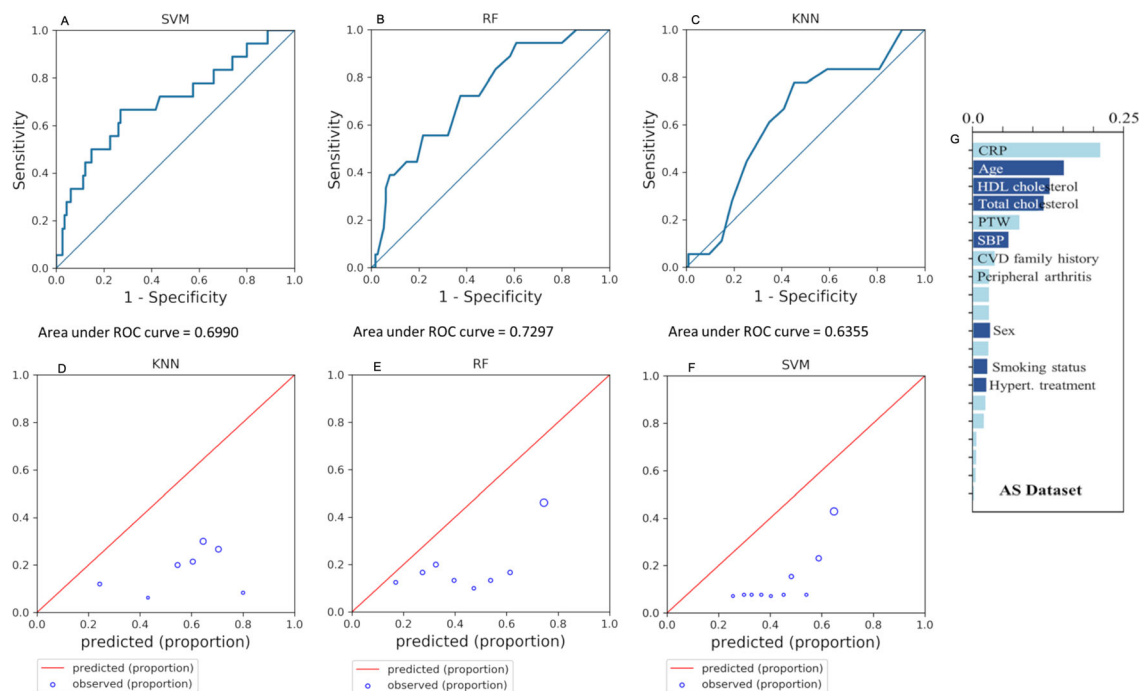 A
SVM
1.0
0.8
0.6
0.4
0.2
0.0
Sensitivity
0.0 0.2 0.4 0.6 0.8 1.0
1 - Specificity
Area under ROC curve = 0.6990
B
RF
1.0
0.8
0.6
0.4
0.2
0.0
Sensitivity
0.0 0.2 0.4 0.6 0.8 1.0
1 - Specificity
Area under ROC curve = 0.7297
C
KNN
1.0
0.8
0.6
0.4
0.2
0.0
Sensitivity
0.0 0.2 0.4 0.6 0.8 1.0
1 - Specificity
Area under ROC curve = 0.6355
D
KNN
1.0
0.8
0.6
0.4
0.2
0.0
0.0 0.2 0.4 0.6 0.8 1.0
predicted (proportion)
predicted (proportion)
observed (proportion)
E
RF
1.0
0.8
0.6
0.4
0.2
0.0
0.0 0.2 0.4 0.6 0.8 1.0
predicted (proportion)
predicted (proportion)
observed (proportion)
F
SVM
1.0
0.8
0.6
0.4
0.2
0.0
0.0 0.2 0.4 0.6 0.8 1.0
predicted (proportion)
predicted (proportion)
observed (proportion)
G
0.0 0.25
CRP
Age
HDL cholesterol
Total cholesterol
PTW
SBP
CVD family history
Peripheral arthritis
Sex
Smoking status
Hypert. treatment
AS Dataset